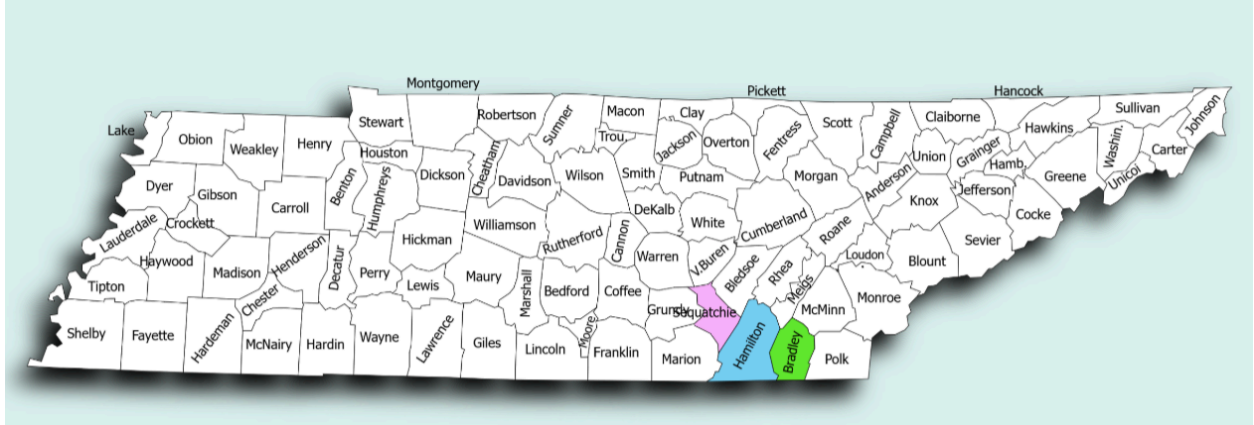 Montgomery
Pickett
Hancock
Lake
Obion
Weakley
Henry
Stewart
Robertson
Sumner
Macon
Clay
Trou.
Jackson
Overton
Fentress
Scott
Campbell
Claiborne
Hawkins
Sullivan
Johnson
Carter
Washin.
Unicoi
Greene
Hamb.
Grainger
Union
Anderson
Jefferson
Knox
Cocke
Sevier
Blount
Loudon
Roane
Morgan
Cumberland
Putnam
Smith
DeKalb
White
Wilson
Davidson
Cheatham
Dickson
Houston
Humphreys
Benton
Carroll
Gibson
Dyer
Crockett
Lauderdale
Haywood
Tipton
Madison
Henderson
Chester
Decatur
Perry
Hickman
Lewis
Williamson
Maury
Rutherford
Cannon
Warren
V.Buren
Bledsoe
Rhea
Meigs
McMinn
Monroe
Marshall
Bedford
Coffee
Grundy
Sequatchie
Shelby
Fayette
Hardeman
McNairy
Hardin
Wayne
Lawrence
Giles
Lincoln
Moore
Franklin
Marion
Hamilton
Bradley
Polk